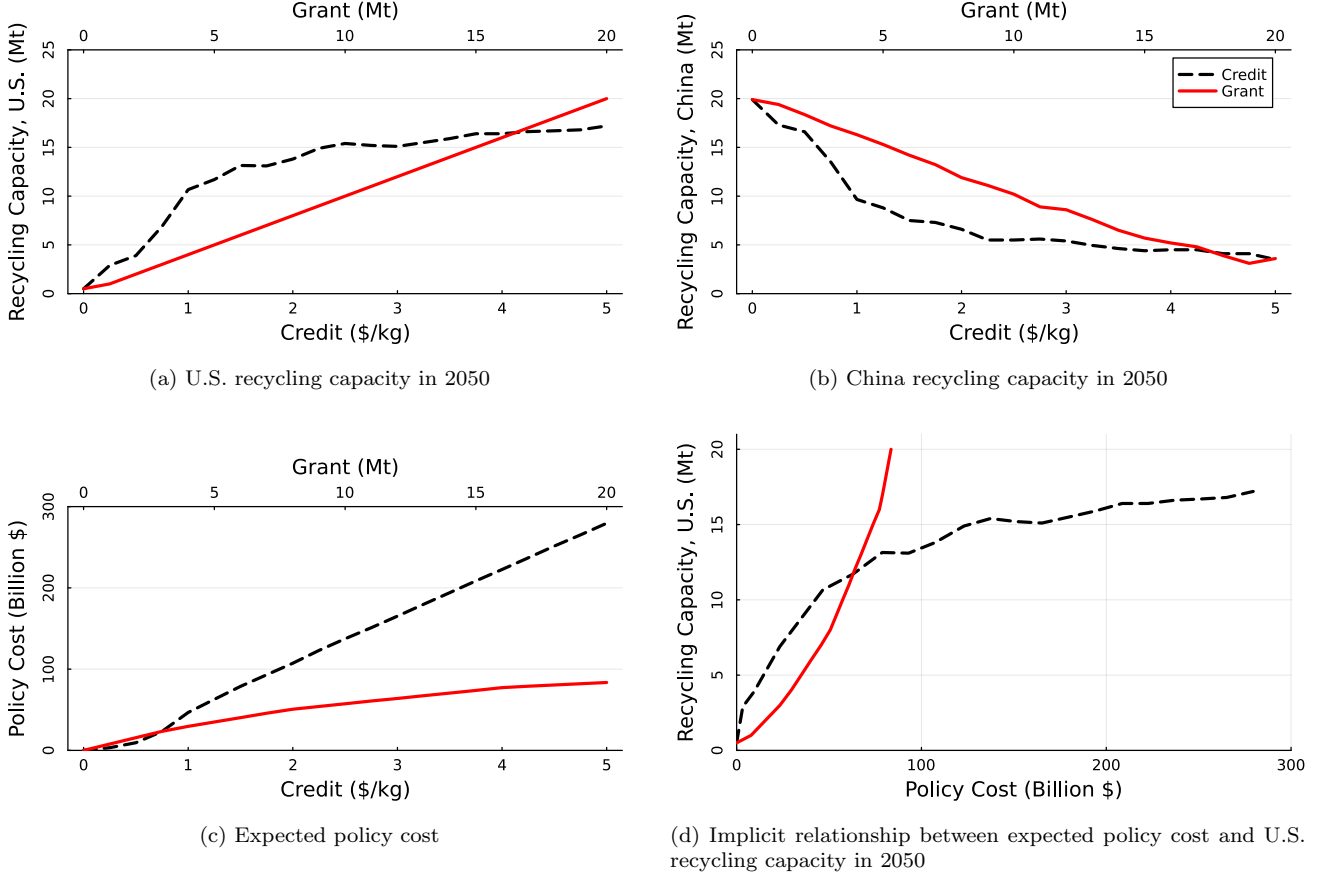 Grant (Mt)
0 5 10 15 20
Recycling Capacity, U.S. (Mt)
25
20
15
10
5
0
0 1 2 3 4 5
Credit ($/kg)
(a) U.S. recycling capacity in 2050
Grant (Mt)
0 5 10 15 20
Recycling Capacity, China (Mt)
25
20
15
10
5
0
Credit
Grant
0 1 2 3 4 5
Credit ($/kg)
(b) China recycling capacity in 2050
Grant (Mt)
0 5 10 15 20
Policy Cost (Billion $)
300
200
100
0
0 1 2 3 4 5
Credit ($/kg)
(c) Expected policy cost
Recycling Capacity, U.S. (Mt)
20
15
10
5
0
0 100 200 300
Policy Cost (Billion $)
(d) Implicit relationship between expected policy cost and U.S.
recycling capacity in 2050